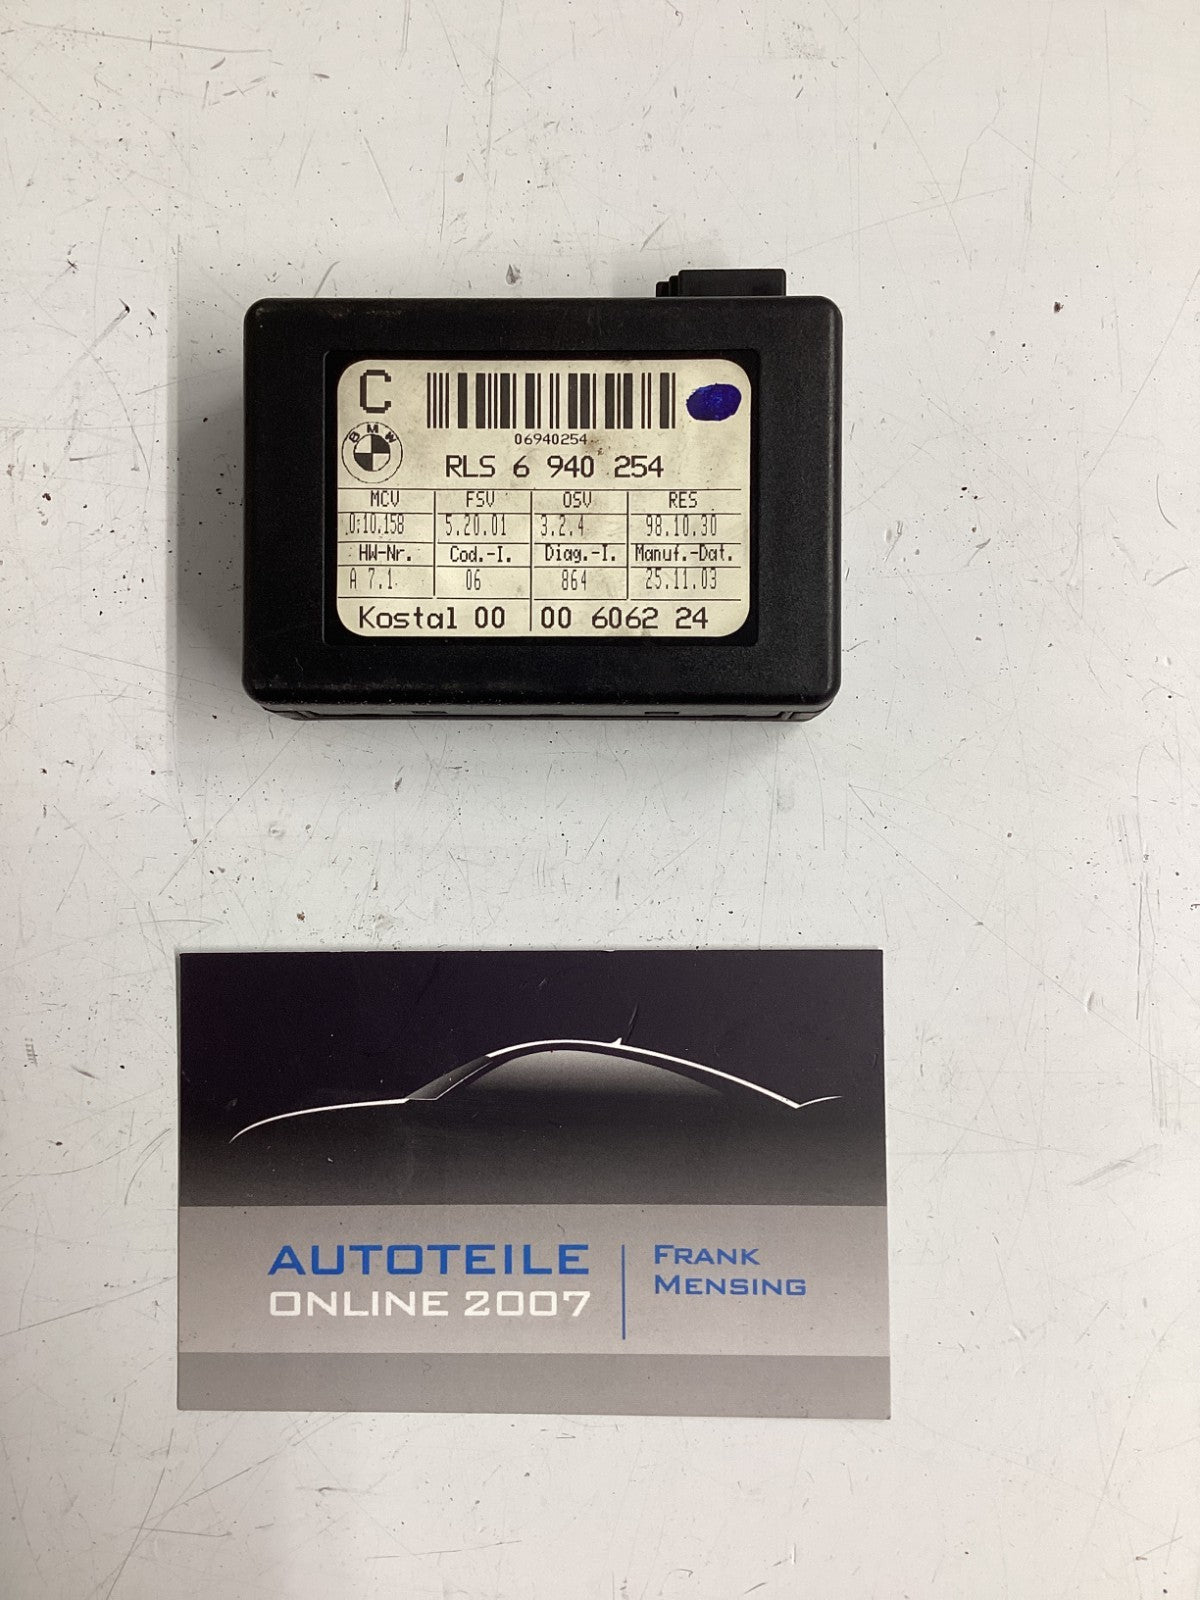 C
06940254
BMW
RLS 6 940 254
MCV FSV OSV RES
0:10.158 5.20.01 3.2.4 98.10.30
HW-Nr. Cod.-I. Diag.-I. Manuf.-Dat.
A 7.1 06 864 25.11.03
Kostal 00 00 6062 24
AUTOTEILE
ONLINE 2007
FRANK
MENSING